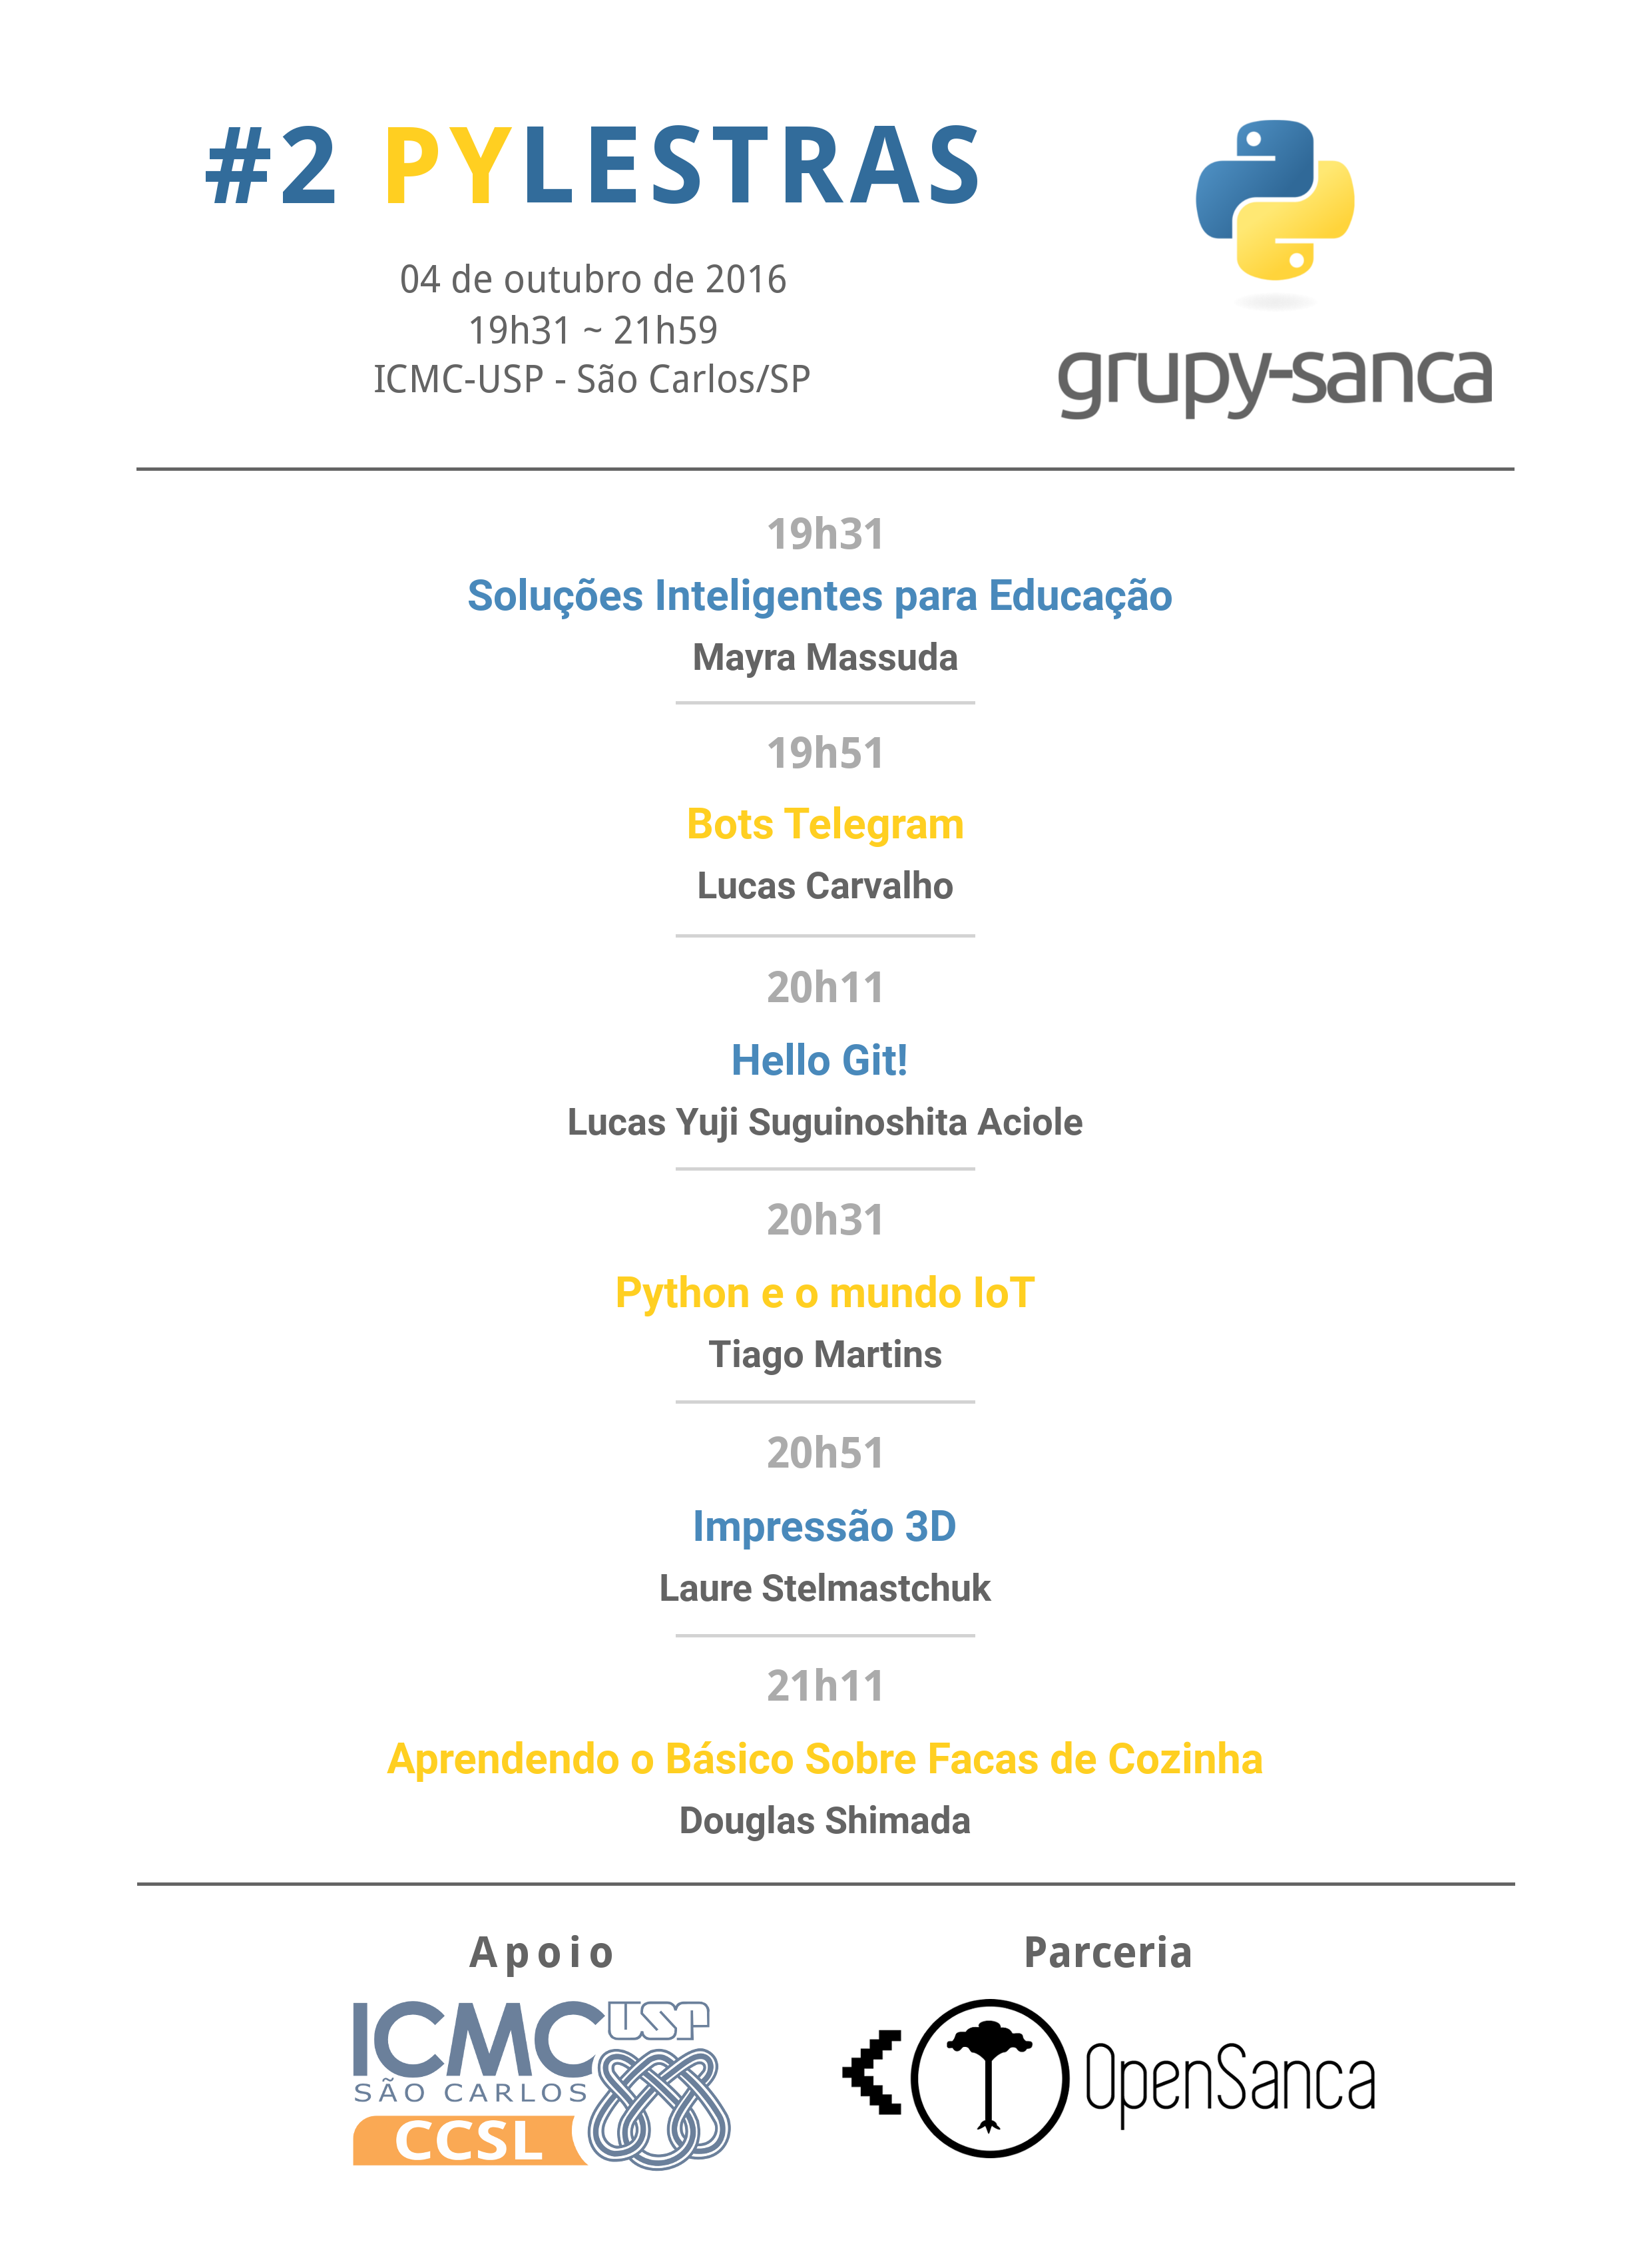 #2 PYLESTRAS
04 de outubro de 2016
19h31 ~ 21h59
ICMC-USP - São Carlos/SP
grupy-sanca
19h31
Soluções Inteligentes para Educação
Mayra Massuda
19h51
Bots Telegram
Lucas Carvalho
20h11
Hello Git!
Lucas Yuji Suguinoshita Aciole
20h31
Python e o mundo IoT
Tiago Martins
20h51
Impressão 3D
Laure Stelmastchuk
21h11
Aprendendo o Básico Sobre Facas de Cozinha
Douglas Shimada
Apoio
ICMC USP
SÃO CARLOS
CCSL
Parceria
OpenSanca